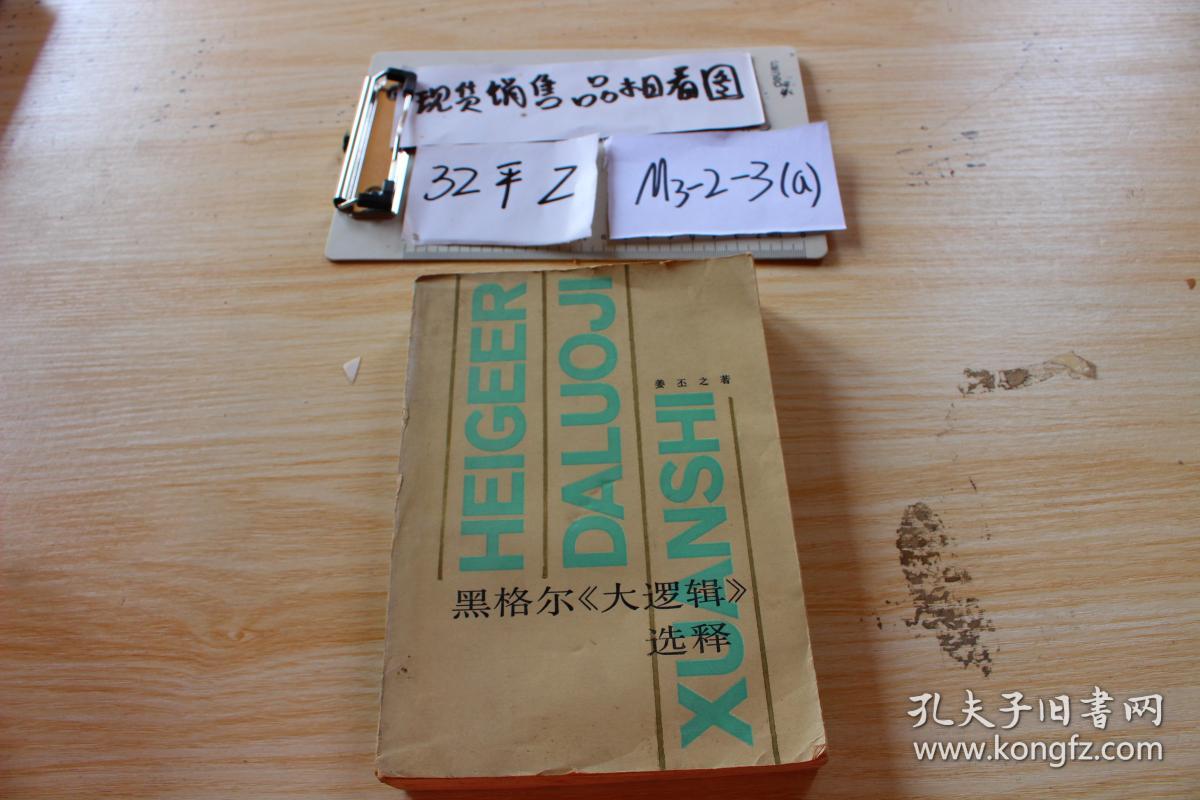 现货销售 品相看图
32平Z
M3-2-3(a)
HEIGEER
DALUOJI
XUANSHI
姜丕之著
黑格尔《大逻辑》
选释
孔夫子旧书网
www.kongfz.com